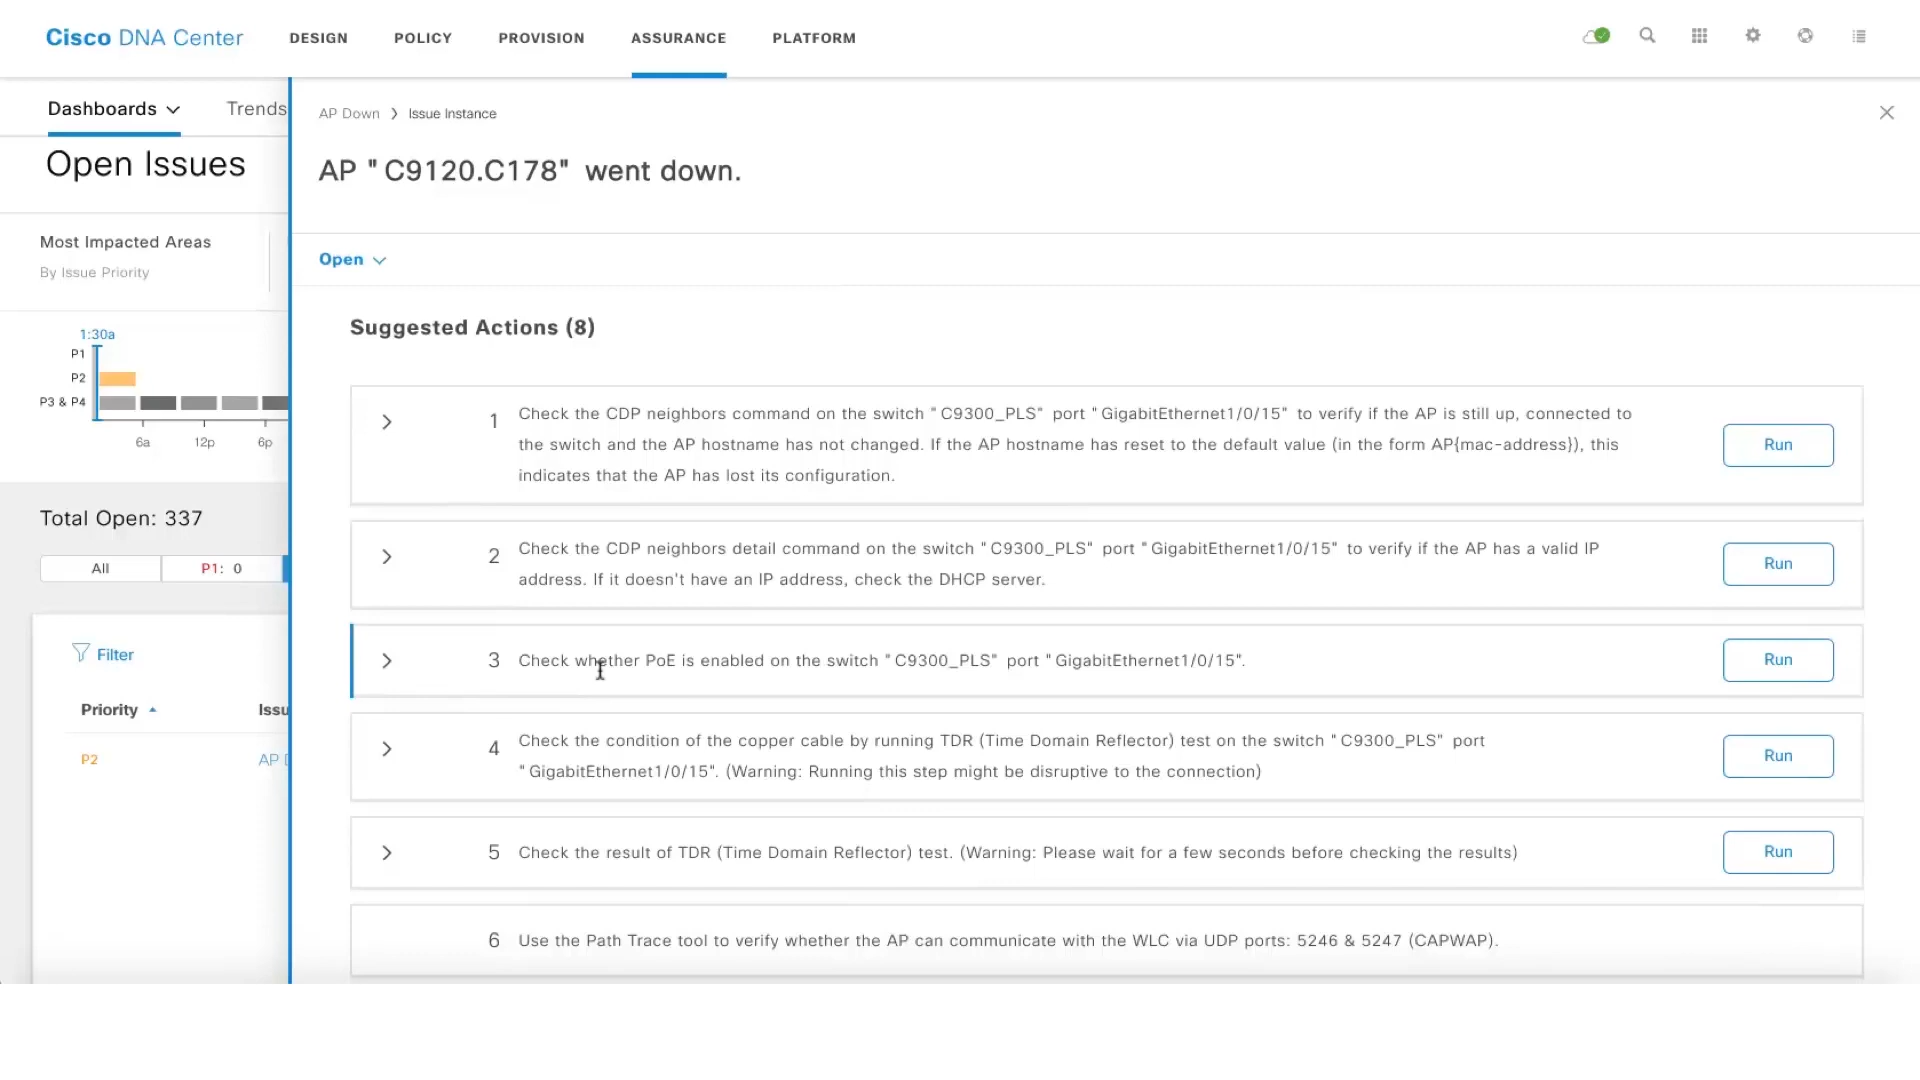 Cisco DNA Center DESIGN POLICY PROVISION ASSURANCE PLATFORM
Dashboards Trends
Open Issues
Most Impacted Areas
By Issue Priority
1:30a
P1
P2
P3 & P4
6a 12p 6p
Total Open: 337
All P1: 0
Filter
Priority Issu
P2 AP D
AP Down > Issue Instance
AP "C9120.C178" went down.
Open
Suggested Actions (8)
1 Check the CDP neighbors command on the switch "C9300_PLS" port "GigabitEthernet1/0/15" to verify if the AP is still up, connected to
the switch and the AP hostname has not changed. If the AP hostname has reset to the default value (in the form AP{mac-address}), this
indicates that the AP has lost its configuration.
Run
2 Check the CDP neighbors detail command on the switch "C9300_PLS" port "GigabitEthernet1/0/15" to verify if the AP has a valid IP
address. If it doesn't have an IP address, check the DHCP server.
Run
3 Check whether PoE is enabled on the switch "C9300_PLS" port "GigabitEthernet1/0/15".
Run
4 Check the condition of the copper cable by running TDR (Time Domain Reflector) test on the switch "C9300_PLS" port
"GigabitEthernet1/0/15". (Warning: Running this step might be disruptive to the connection)
Run
5 Check the result of TDR (Time Domain Reflector) test. (Warning: Please wait for a few seconds before checking the results)
Run
6 Use the Path Trace tool to verify whether the AP can communicate with the WLC via UDP ports: 5246 & 5247 (CAPWAP).